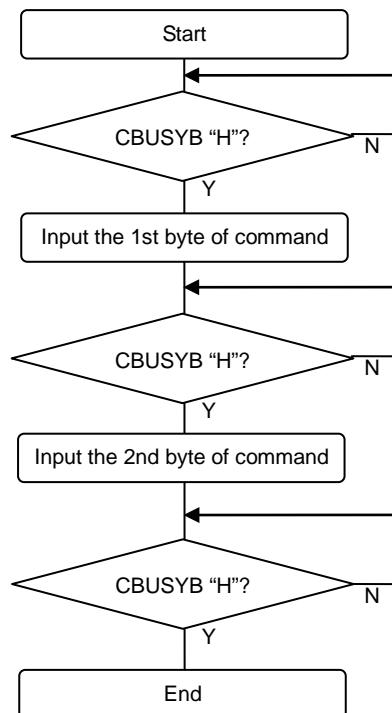 Start
CBUSYB “H”?
N
Y
Input the 1st byte of command
CBUSYB “H”?
N
Y
Input the 2nd byte of command
CBUSYB “H”?
N
Y
End